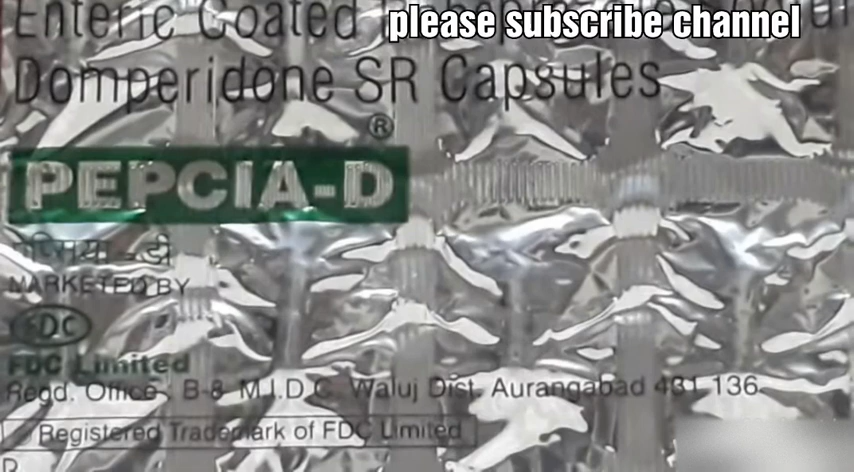 Enteric Coated
please subscribe channel
Domperidone SR Capsules
®
PEPCIA-D
पेप्सिया - डी
MARKETED BY
FDC
FDC Limited
Regd. Office : B-8 M.I.D.C. Waluj Dist. Aurangabad 431 136
Registered Trademark of FDC Limited